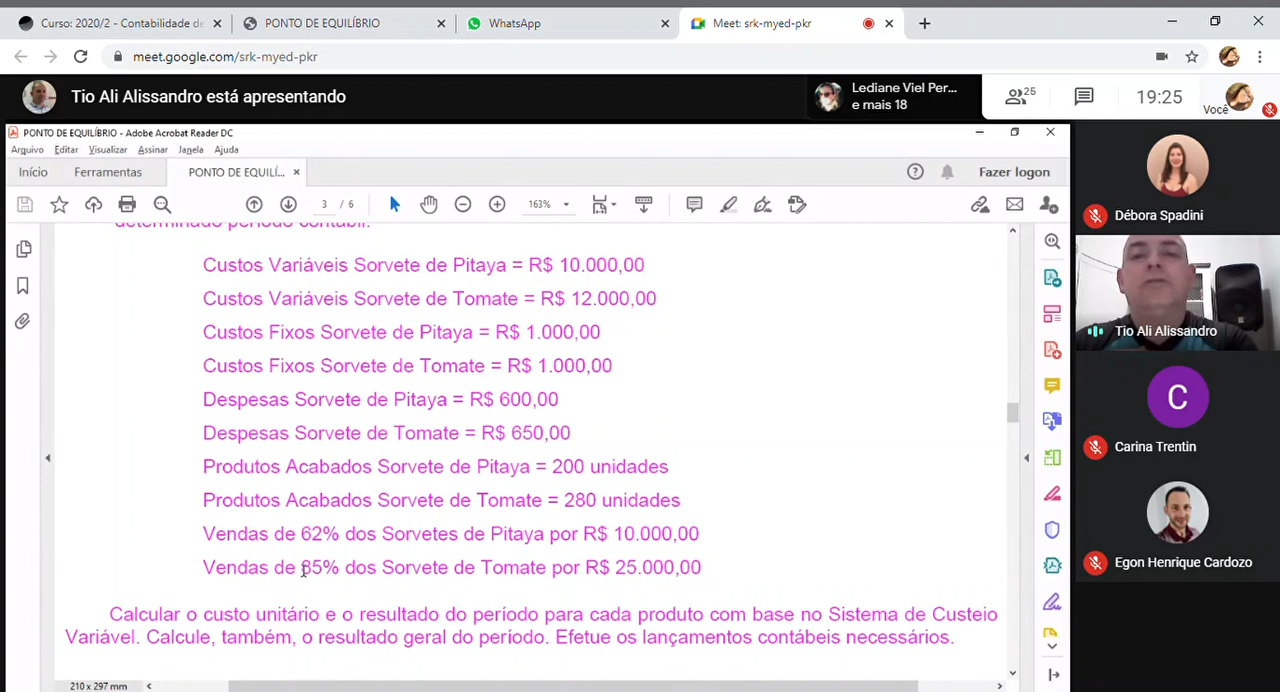 Curso: 2020/2 - Contabilidade de
PONTO DE EQUILÍBRIO
WhatsApp
Meet: srk-myed-pkr
meet.google.com/srk-myed-pkr
Tio Ali Alissandro está apresentando
Lediane Viel Per...
e mais 18
25
19:25
Você
PONTO DE EQUILÍBRIO - Adobe Acrobat Reader DC
Arquivo Editar Visualizar Assinar Janela Ajuda
Início Ferramentas PONTO DE EQUILÍ...
Fazer logon
3 / 6
163%
determinado período contábil.
Custos Variáveis Sorvete de Pitaya = R$ 10.000,00
Custos Variáveis Sorvete de Tomate = R$ 12.000,00
Custos Fixos Sorvete de Pitaya = R$ 1.000,00
Custos Fixos Sorvete de Tomate = R$ 1.000,00
Despesas Sorvete de Pitaya = R$ 600,00
Despesas Sorvete de Tomate = R$ 650,00
Produtos Acabados Sorvete de Pitaya = 200 unidades
Produtos Acabados Sorvete de Tomate = 280 unidades
Vendas de 62% dos Sorvetes de Pitaya por R$ 10.000,00
Vendas de dos Sorvete de Tomate por R$ 25.000,00
Calcular o custo unitário e o resultado do período para cada produto com base no Sistema de Custeio
Variável. Calcule, também, o resultado geral do período. Efetue os lançamentos contábeis necessários.
210 x 297 mm
Débora Spadini
Tio Ali Alissandro
C
Carina Trentin
Egon Henrique Cardozo